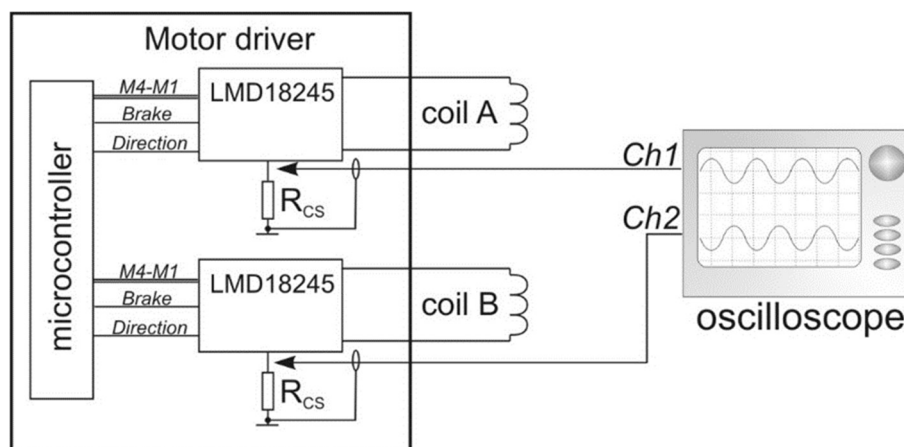 Motor driver
microcontroller
M4-M1
Brake
Direction
LMD18245
coil A
RCS
Ch1
Ch2
M4-M1
Brake
Direction
LMD18245
coil B
RCS
oscilloscope